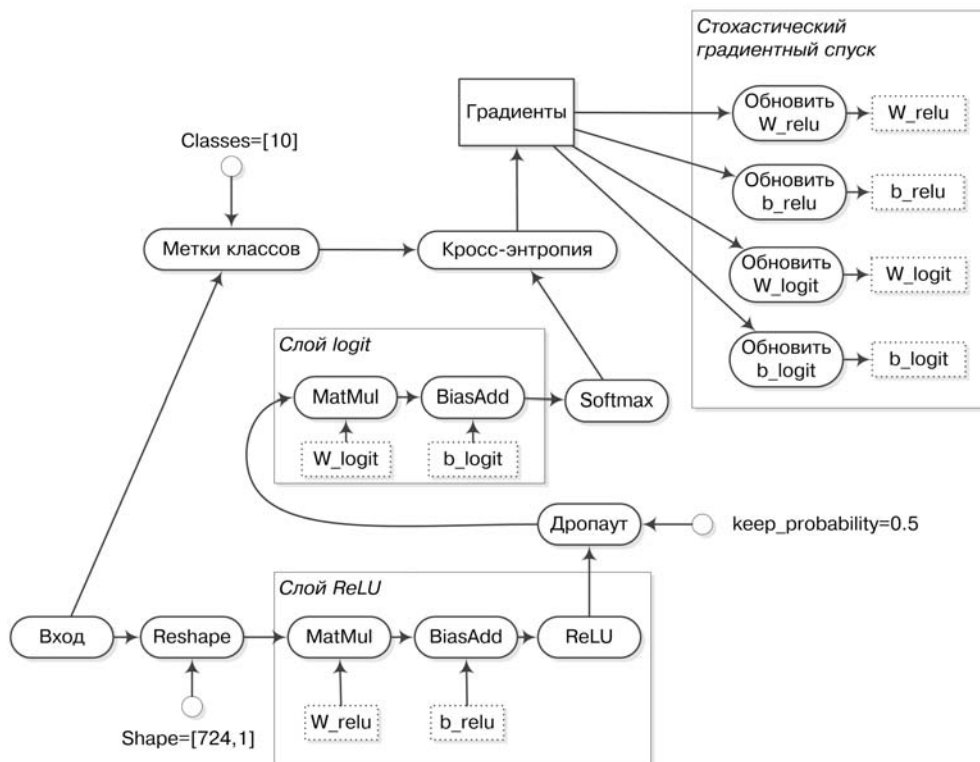 Стохастический
градиентный спуск
Градиенты
Обновить
W_relu
W_relu
Classes=[10]
Обновить
b_relu
b_relu
Метки классов
Кросс-энтропия
Обновить
W_logit
W_logit
Слой logit
Обновить
b_logit
b_logit
MatMul
BiasAdd
Softmax
W_logit
b_logit
Дропаут
keep_probability=0.5
Слой ReLU
Вход
Reshape
MatMul
BiasAdd
ReLU
W_relu
b_relu
Shape=[724,1]